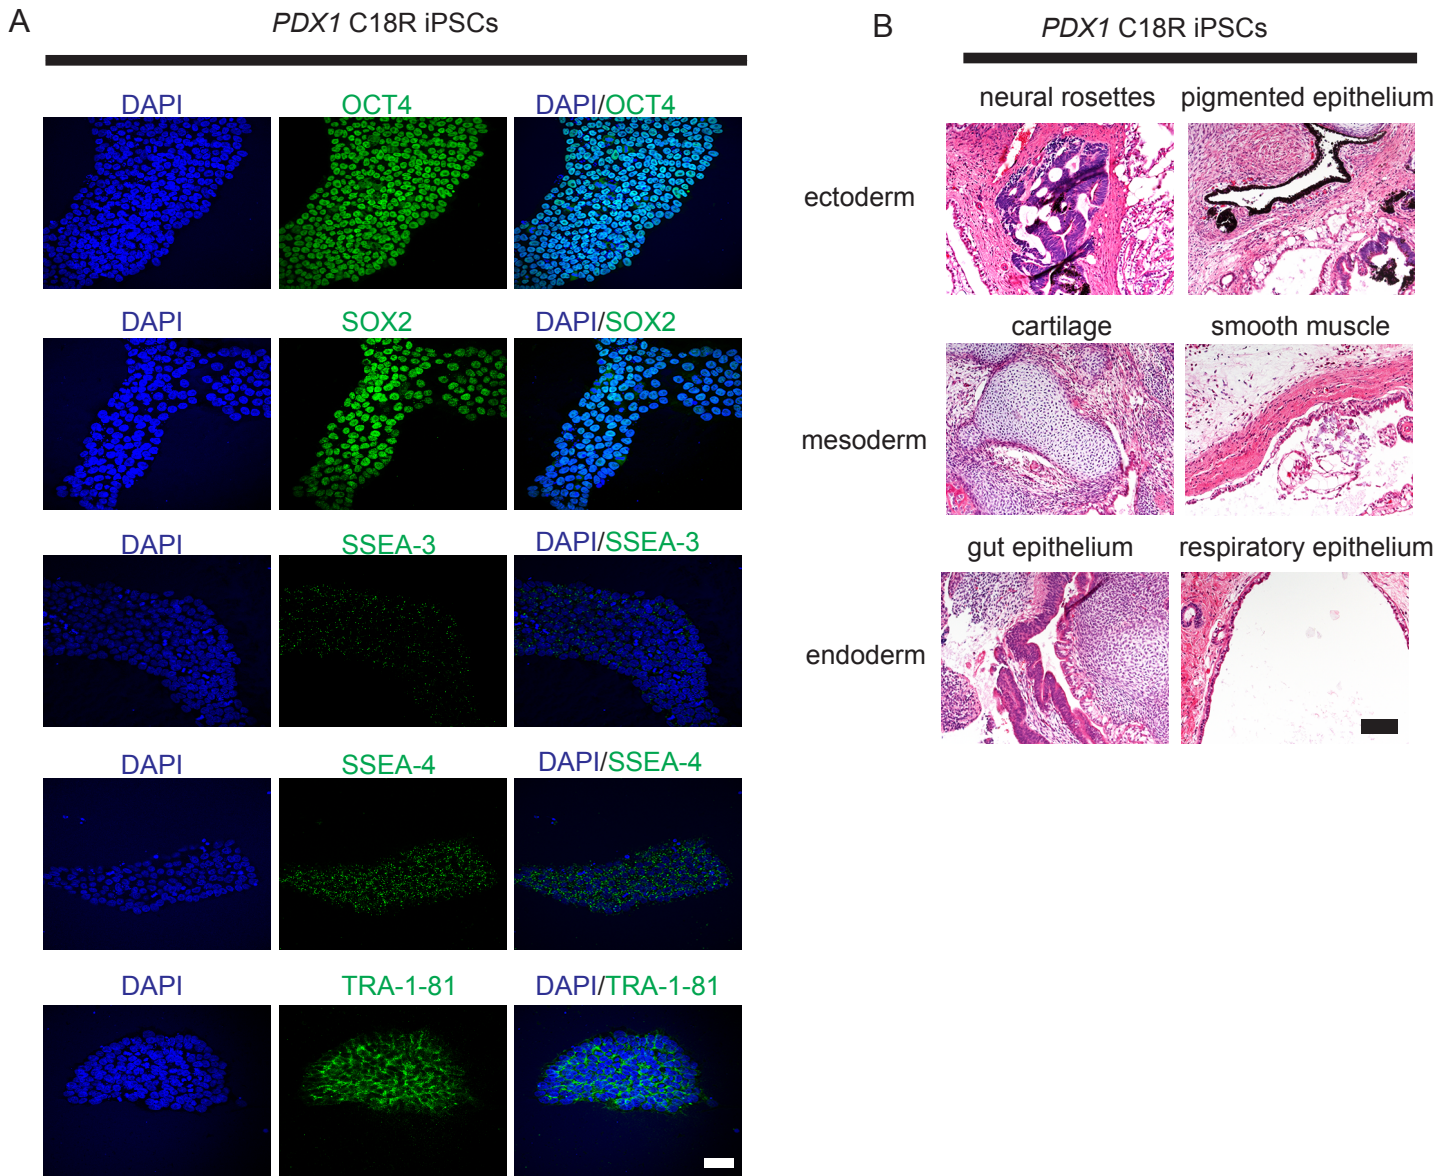 A
PDX1 C18R iPSCs
DAPI OCT4 DAPI/OCT4
DAPI SOX2 DAPI/SOX2
DAPI SSEA-3 DAPI/SSEA-3
DAPI SSEA-4 DAPI/SSEA-4
DAPI TRA-1-81 DAPI/TRA-1-81
B
PDX1 C18R iPSCs
neural rosettes pigmented epithelium
ectoderm
cartilage smooth muscle
mesoderm
gut epithelium respiratory epithelium
endoderm